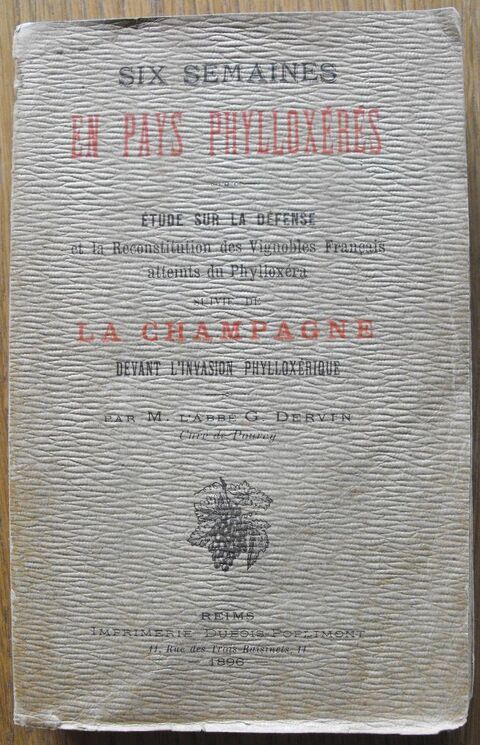 SIX SEMAINES
EN PAYS PHYLLOXÉRÉS
ÉTUDE SUR LA DÉFENSE
et la Reconstitution des Vignobles Français
atteints du Phylloxéra
SUIVIE DE
LA CHAMPAGNE
DEVANT L'INVASION PHYLLOXÉRIQUE
PAR M. L'ABBÉ G. DERVIN
Curé de Pourcy
REIMS
IMPRIMERIE DUBOIS-POPLIMONT
11, Rue des Trois-Raisinets, 11
1896